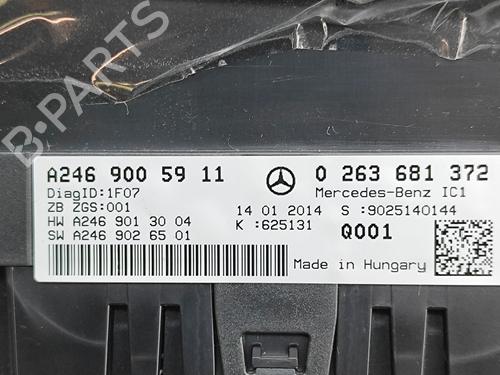 B-PARTS
A246 900 59 11
0 263 681 372
DiagID:1F07
Mercedes-Benz IC1
ZB ZGS:001
14 01 2014
S :9025140144
HW A246 901 30 04
K :625131
Q001
SW A246 902 65 01
Made in Hungary